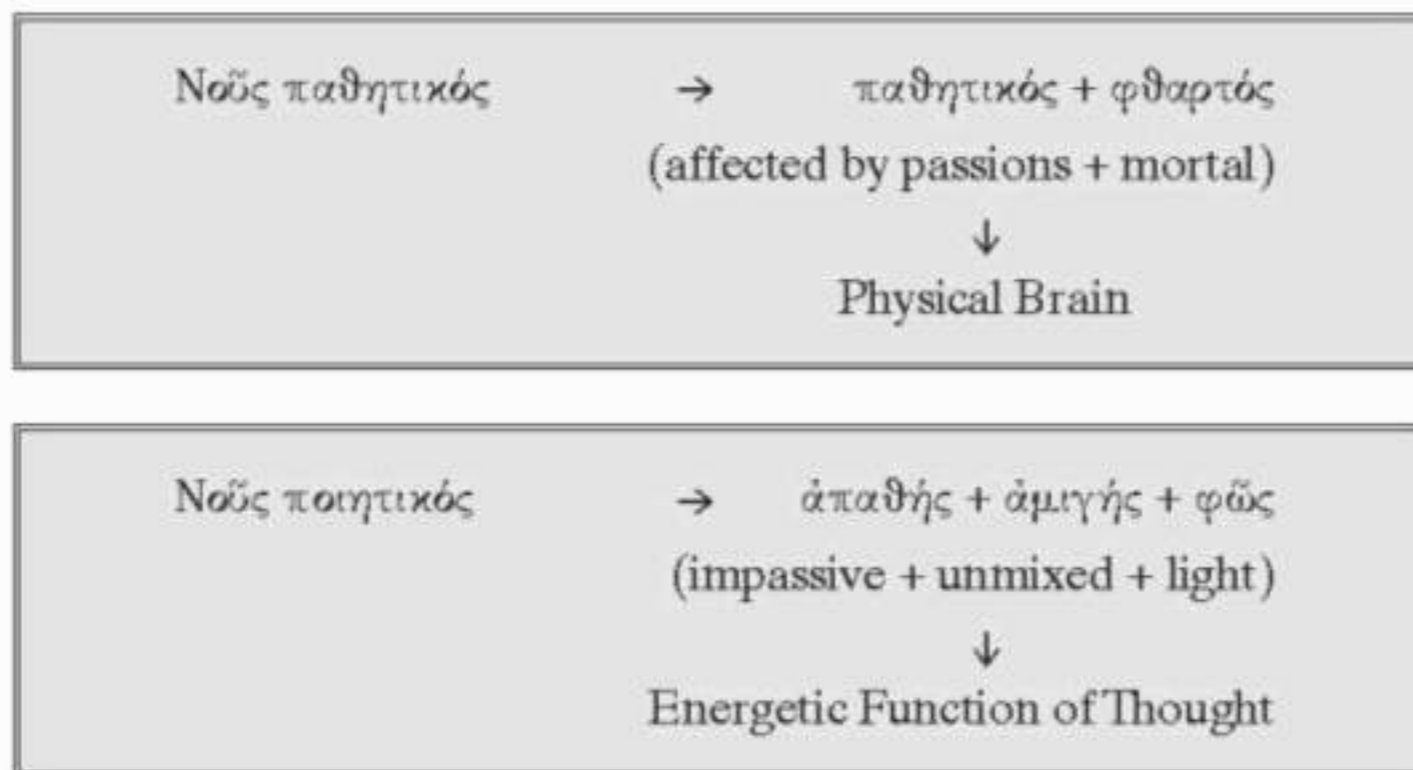 Νοῦς παθητικός → παθητικός + φθαρτός
(affected by passions + mortal)
↓
Physical Brain
Νοῦς ποιητικός → ἀπαθής + ἀμιγής + φῶς
(impassive + unmixed + light)
↓
Energetic Function of Thought